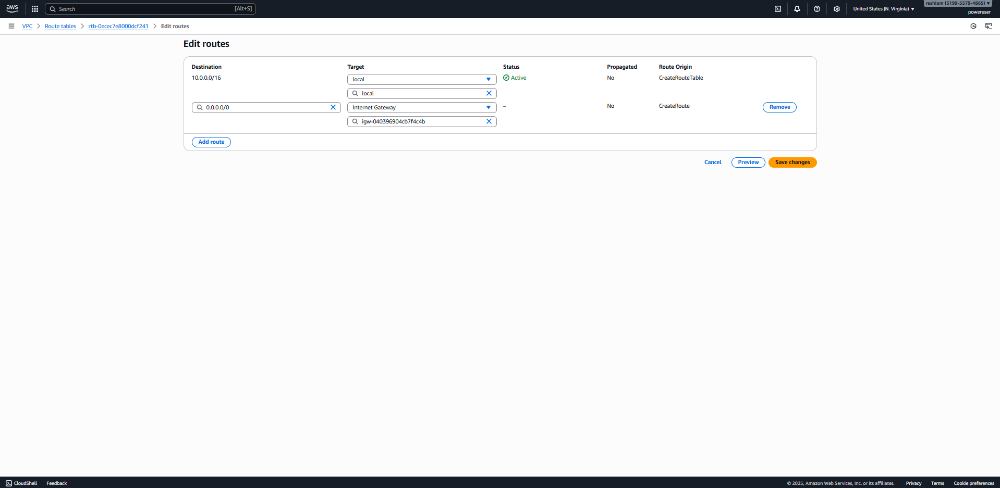 aws
Search [Alt+S]
United States (N. Virginia)
reshiam (5199-5579-4865)
poweruser
VPC Route tables rtb-0ecec7e8000dcf241 Edit routes
Edit routes
Destination Target Status Propagated Route Origin
10.0.0.0/16 local Active No CreateRouteTable
local
0.0.0.0/0 Internet Gateway – No CreateRoute Remove
igw-040396904cb7f4c4b
Add route
Cancel Preview Save changes
CloudShell Feedback © 2025, Amazon Web Services, Inc. or its affiliates. Privacy Terms Cookie preferences